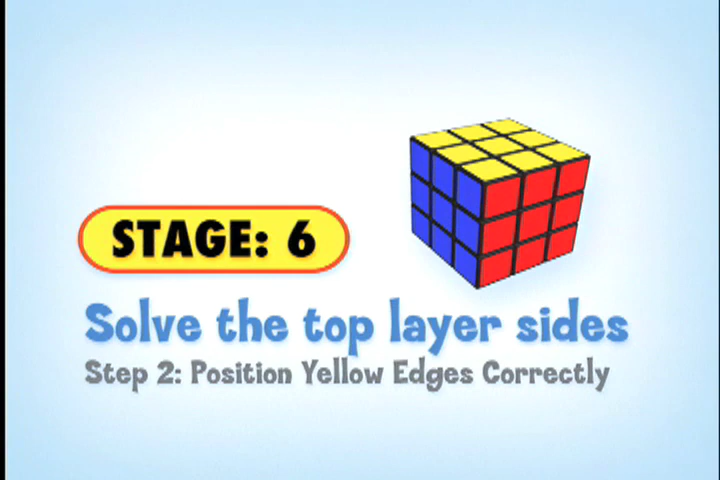 STAGE: 6
Solve the top layer sides
Step 2: Position Yellow Edges Correctly